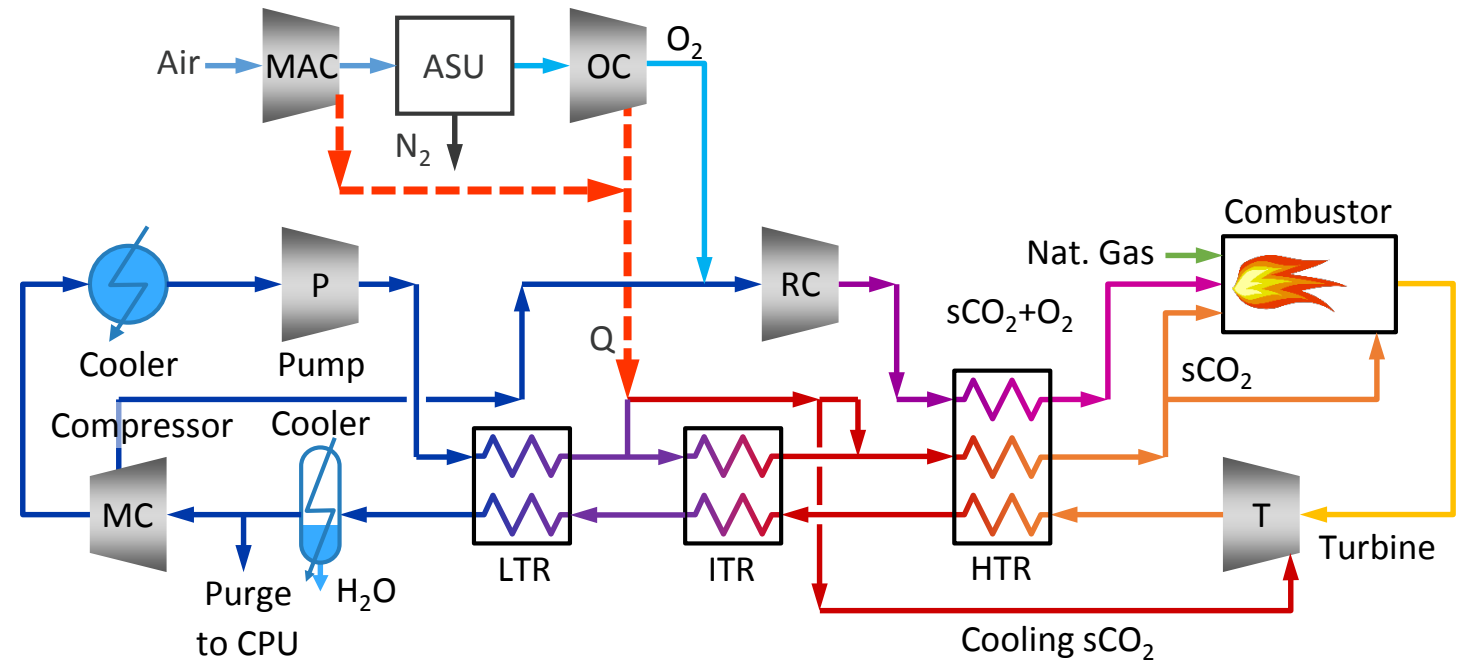 Air
MAC
ASU
OC
O₂
N₂
Combustor
Nat. Gas
P
RC
sCO₂+O₂
Q
Cooler
Pump
sCO₂
Compressor
Cooler
MC
T
LTR
ITR
HTR
Turbine
Purge
to CPU
H₂O
Cooling sCO₂